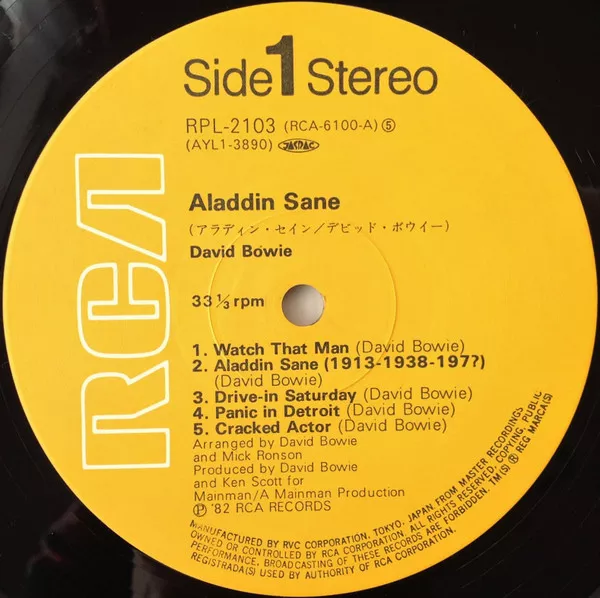 Side 1 Stereo
RPL-2103 (RCA-6100-A) ⑤
(AYL1-3890) JASRAC
RCA
Aladdin Sane
(アラディン・セイン/デビッド・ボウイー)
David Bowie
33 1/3 rpm
1. Watch That Man (David Bowie)
2. Aladdin Sane (1913-1938-197?)
(David Bowie)
3. Drive-in Saturday (David Bowie)
4. Panic in Detroit (David Bowie)
5. Cracked Actor (David Bowie)
Arranged by David Bowie
and Mick Ronson
Produced by David Bowie
and Ken Scott for
Mainman/A Mainman Production
Ⓟ '82 RCA RECORDS
MANUFACTURED BY RVC CORPORATION, TOKYO, JAPAN FROM MASTER RECORDINGS
OWNED OR CONTROLLED BY RCA CORPORATION. ALL RIGHTS RESERVED, COPYING, PUBLIC
PERFORMANCE, BROADCASTING OF THESE RECORDS ARE FORBIDDEN. TM(S) ® REG MARCA(S)
REGISTRADA(S) USED BY AUTHORITY OF RCA CORPORATION.